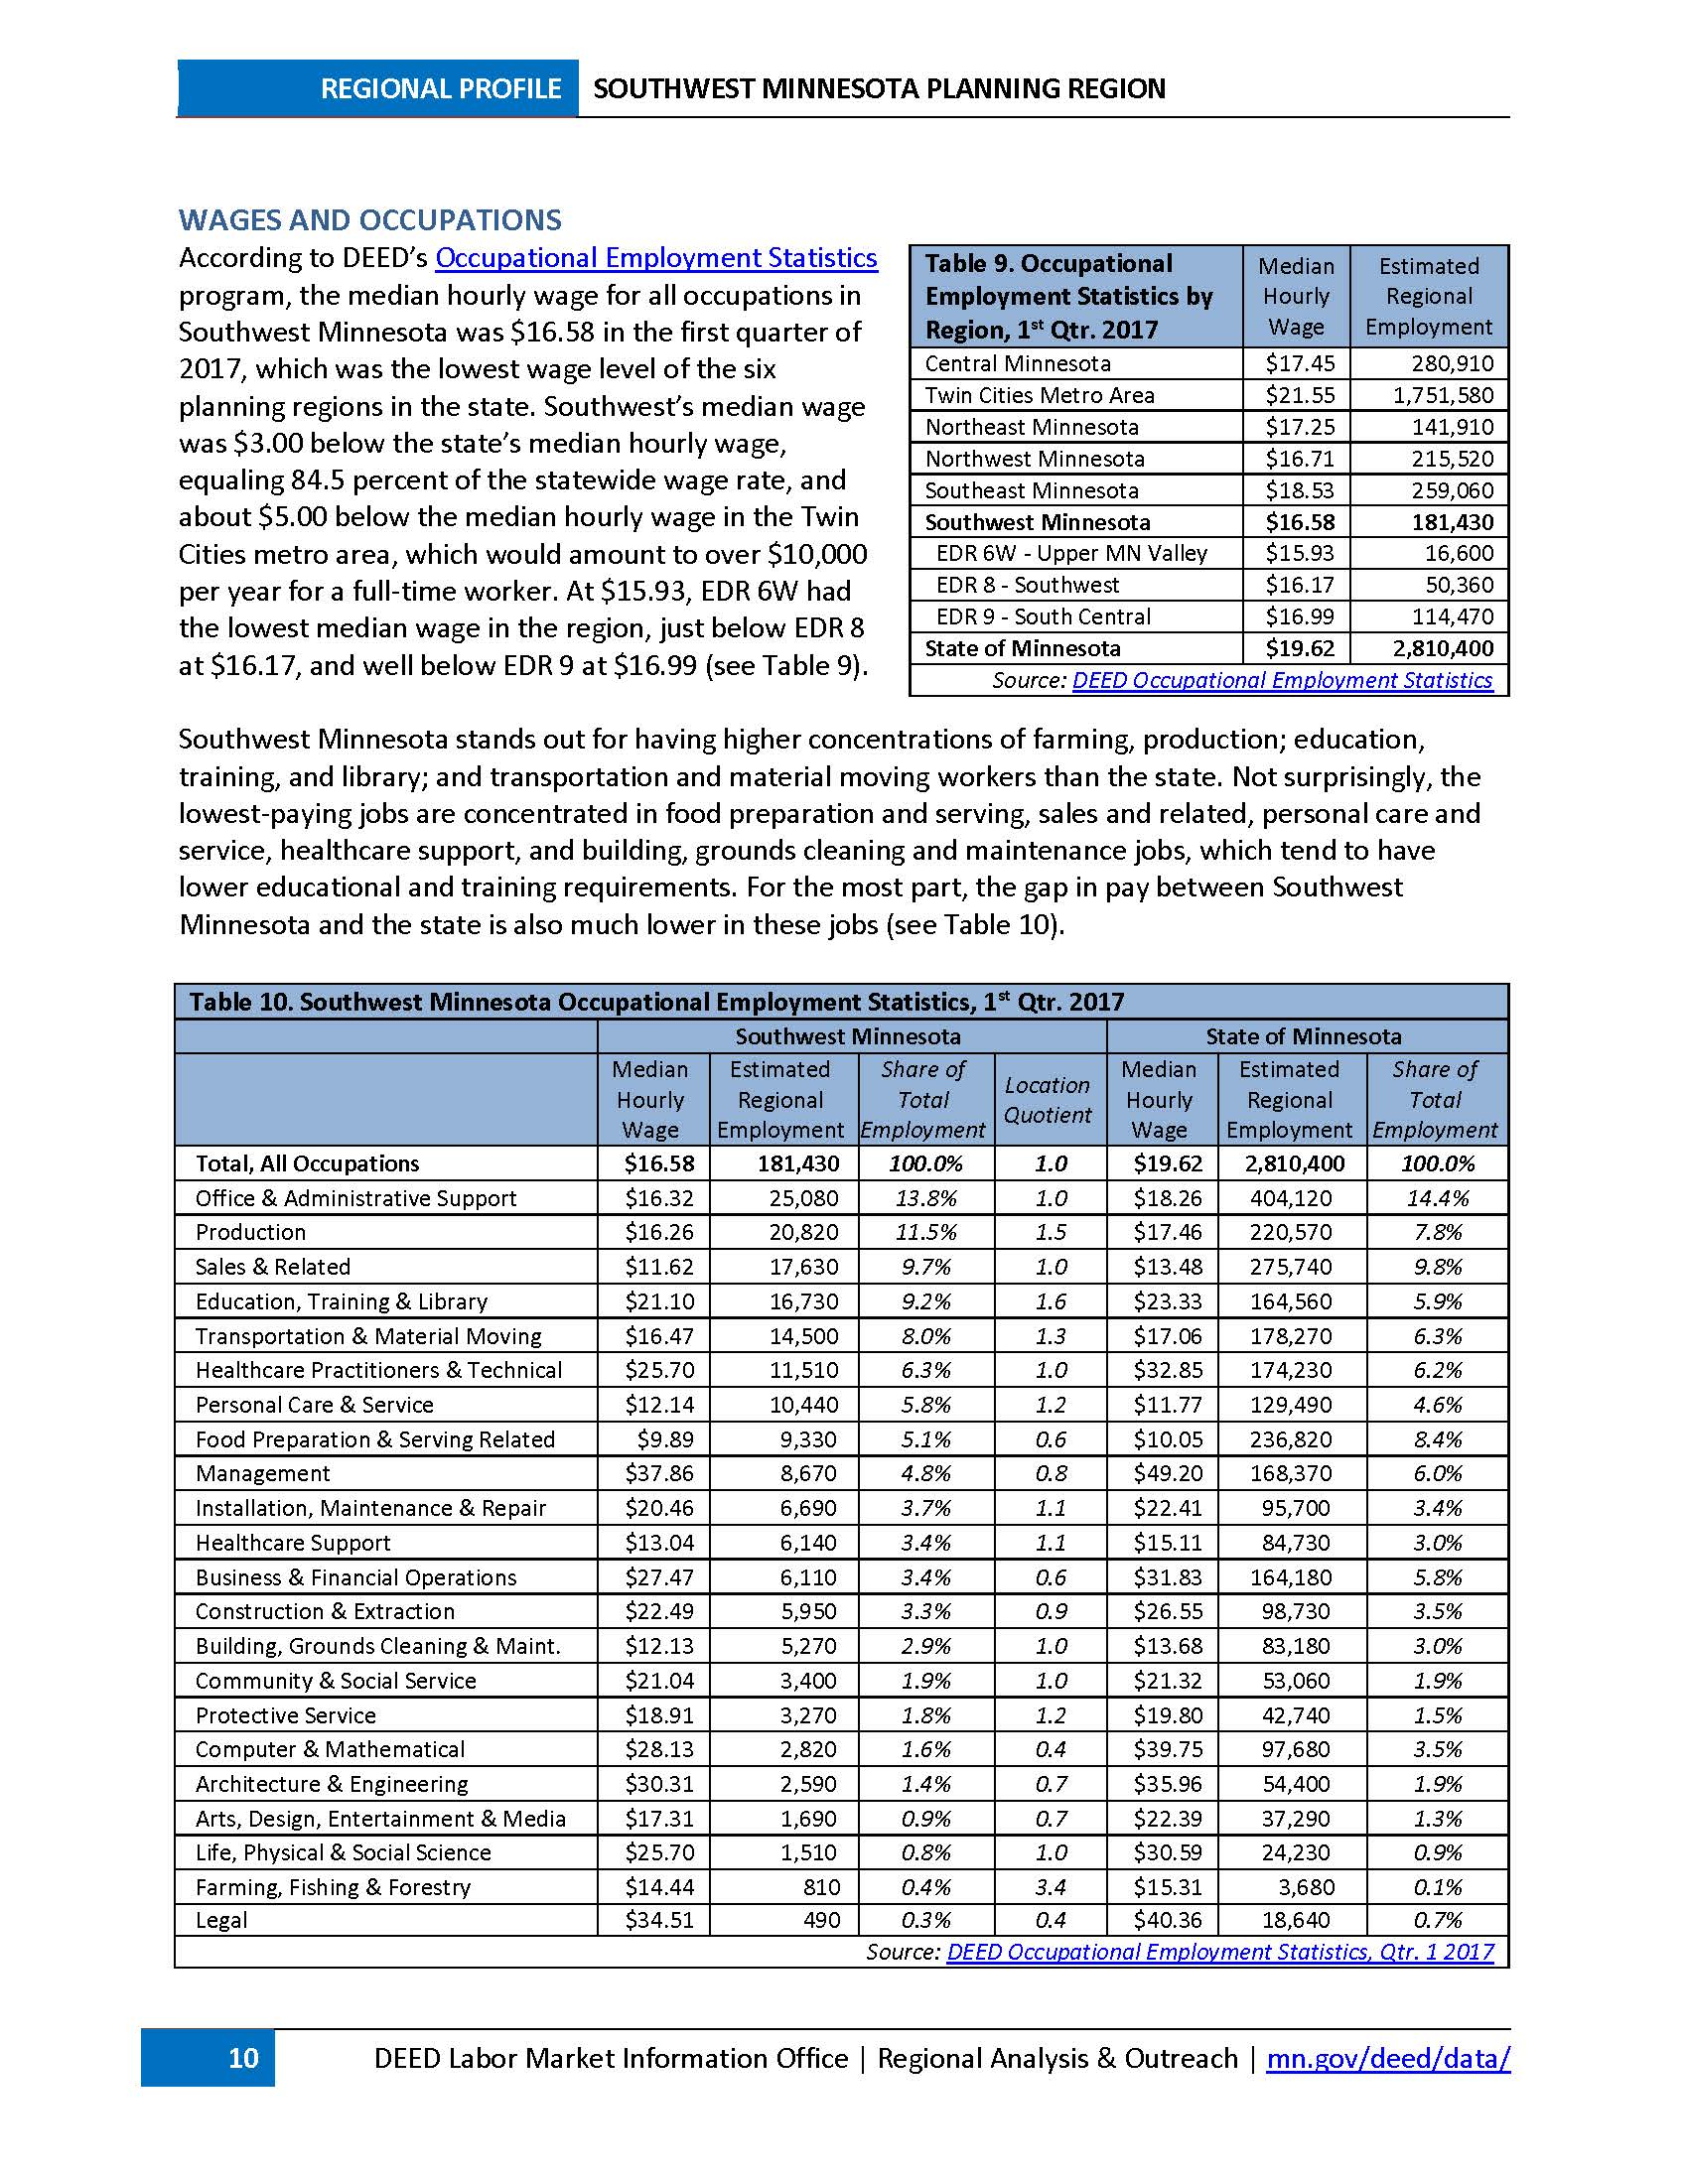 REGIONAL PROFILE SOUTHWEST MINNESOTA PLANNING REGION
WAGES AND OCCUPATIONS
According to DEED's Occupational Employment Statistics
program, the median hourly wage for all occupations in
Southwest Minnesota was $16.58 in the first quarter of
2017, which was the lowest wage level of the six
planning regions in the state. Southwest's median wage
was $3.00 below the state's median hourly wage,
equaling 84.5 percent of the statewide wage rate, and
about $5.00 below the median hourly wage in the Twin
Cities metro area, which would amount to over $10,000
per year for a full-time worker. At $15.93, EDR 6W had
the lowest median wage in the region, just below EDR 8
at $16.17, and well below EDR 9 at $16.99 (see Table 9).
Table 9. Occupational
Employment Statistics by
Region, 1st Qtr. 2017
Median
Hourly
Wage
Estimated
Regional
Employment
Central Minnesota $17.45 280,910
Twin Cities Metro Area $21.55 1,751,580
Northeast Minnesota $17.25 141,910
Northwest Minnesota $16.71 215,520
Southeast Minnesota $18.53 259,060
Southwest Minnesota $16.58 181,430
EDR 6W - Upper MN Valley $15.93 16,600
EDR 8 - Southwest $16.17 50,360
EDR 9 - South Central $16.99 114,470
State of Minnesota $19.62 2,810,400
Source: DEED Occupational Employment Statistics
Southwest Minnesota stands out for having higher concentrations of farming, production; education,
training, and library; and transportation and material moving workers than the state. Not surprisingly, the
lowest-paying jobs are concentrated in food preparation and serving, sales and related, personal care and
service, healthcare support, and building, grounds cleaning and maintenance jobs, which tend to have
lower educational and training requirements. For the most part, the gap in pay between Southwest
Minnesota and the state is also much lower in these jobs (see Table 10).
Table 10. Southwest Minnesota Occupational Employment Statistics, 1st Qtr. 2017
Southwest Minnesota State of Minnesota
Median
Hourly
Wage
Estimated
Regional
Employment
Share of
Total
Employment
Location
Quotient
Median
Hourly
Wage
Estimated
Regional
Employment
Share of
Total
Employment
Total, All Occupations $16.58 181,430 100.0% 1.0 $19.62 2,810,400 100.0%
Office & Administrative Support $16.32 25,080 13.8% 1.0 $18.26 404,120 14.4%
Production $16.26 20,820 11.5% 1.5 $17.46 220,570 7.8%
Sales & Related $11.62 17,630 9.7% 1.0 $13.48 275,740 9.8%
Education, Training & Library $21.10 16,730 9.2% 1.6 $23.33 164,560 5.9%
Transportation & Material Moving $16.47 14,500 8.0% 1.3 $17.06 178,270 6.3%
Healthcare Practitioners & Technical $25.70 11,510 6.3% 1.0 $32.85 174,230 6.2%
Personal Care & Service $12.14 10,440 5.8% 1.2 $11.77 129,490 4.6%
Food Preparation & Serving Related $9.89 9,330 5.1% 0.6 $10.05 236,820 8.4%
Management $37.86 8,670 4.8% 0.8 $49.20 168,370 6.0%
Installation, Maintenance & Repair $20.46 6,690 3.7% 1.1 $22.41 95,700 3.4%
Healthcare Support $13.04 6,140 3.4% 1.1 $15.11 84,730 3.0%
Business & Financial Operations $27.47 6,110 3.4% 0.6 $31.83 164,180 5.8%
Construction & Extraction $22.49 5,950 3.3% 0.9 $26.55 98,730 3.5%
Building, Grounds Cleaning & Maint. $12.13 5,270 2.9% 1.0 $13.68 83,180 3.0%
Community & Social Service $21.04 3,400 1.9% 1.0 $21.32 53,060 1.9%
Protective Service $18.91 3,270 1.8% 1.2 $19.80 42,740 1.5%
Computer & Mathematical $28.13 2,820 1.6% 0.4 $39.75 97,680 3.5%
Architecture & Engineering $30.31 2,590 1.4% 0.7 $35.96 54,400 1.9%
Arts, Design, Entertainment & Media $17.31 1,690 0.9% 0.7 $22.39 37,290 1.3%
Life, Physical & Social Science $25.70 1,510 0.8% 1.0 $30.59 24,230 0.9%
Farming, Fishing & Forestry $14.44 810 0.4% 3.4 $15.31 3,680 0.1%
Legal $34.51 490 0.3% 0.4 $40.36 18,640 0.7%
Source: DEED Occupational Employment Statistics, Qtr. 1 2017
10 DEED Labor Market Information Office | Regional Analysis & Outreach | mn.gov/deed/data/